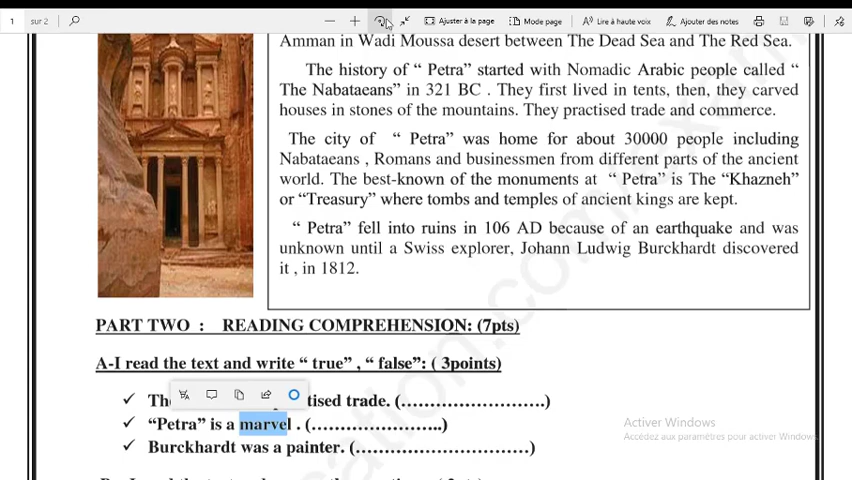 1 sur 2 Ajuster à la page Mode page Lire à haute voix Ajouter des notes
Amman in Wadi Moussa desert between The Dead Sea and The Red Sea.
The history of “ Petra” started with Nomadic Arabic people called “
The Nabataeans” in 321 BC . They first lived in tents, then, they carved
houses in stones of the mountains. They practised trade and commerce.
The city of “ Petra” was home for about 30000 people including
Nabataeans , Romans and businessmen from different parts of the ancient
world. The best-known of the monuments at “ Petra” is The “Khazneh”
or “Treasury” where tombs and temples of ancient kings are kept.
“ Petra” fell into ruins in 106 AD because of an earthquake and was
unknown until a Swiss explorer, Johann Ludwig Burckhardt discovered
it , in 1812.
PART TWO : READING COMPREHENSION: (7pts)
A-I read the text and write “ true” , “ false”: ( 3points)
✓ Th tised trade. (……………………)
✓ “Petra” is a marvel . (…………………..)
✓ Burckhardt was a painter. (…………………………)
Activer Windows
Accédez aux paramètres pour activer Windows